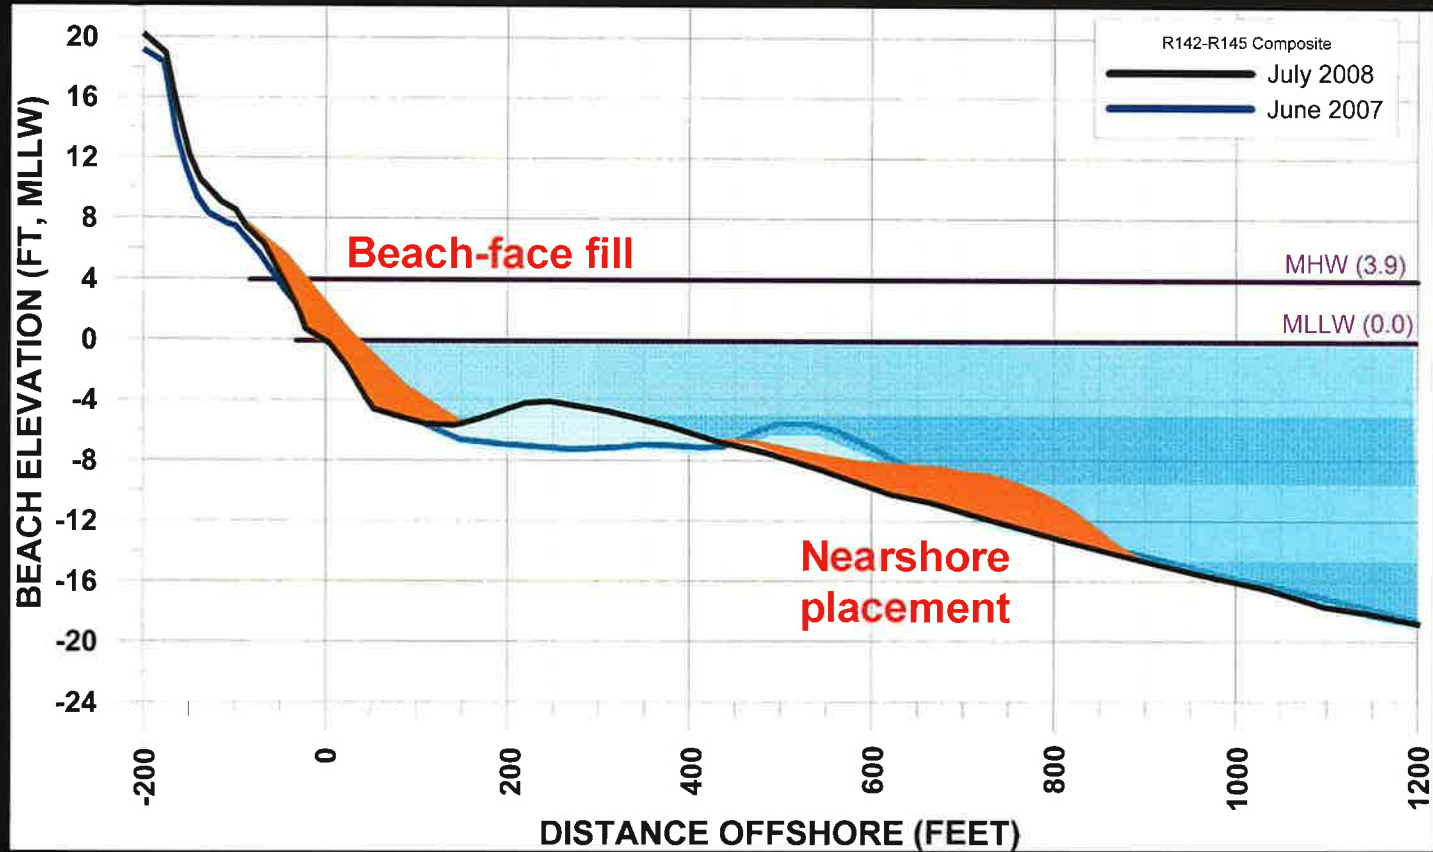 R142-R145 Composite
July 2008
June 2007
20
16
12
8
4
0
-4
-8
-12
-16
-20
-24
BEACH ELEVATION (FT, MLLW)
Beach-face fill
MHW (3.9)
MLLW (0.0)
Nearshore
placement
-200
0
200
400
600
800
1000
1200
DISTANCE OFFSHORE (FEET)